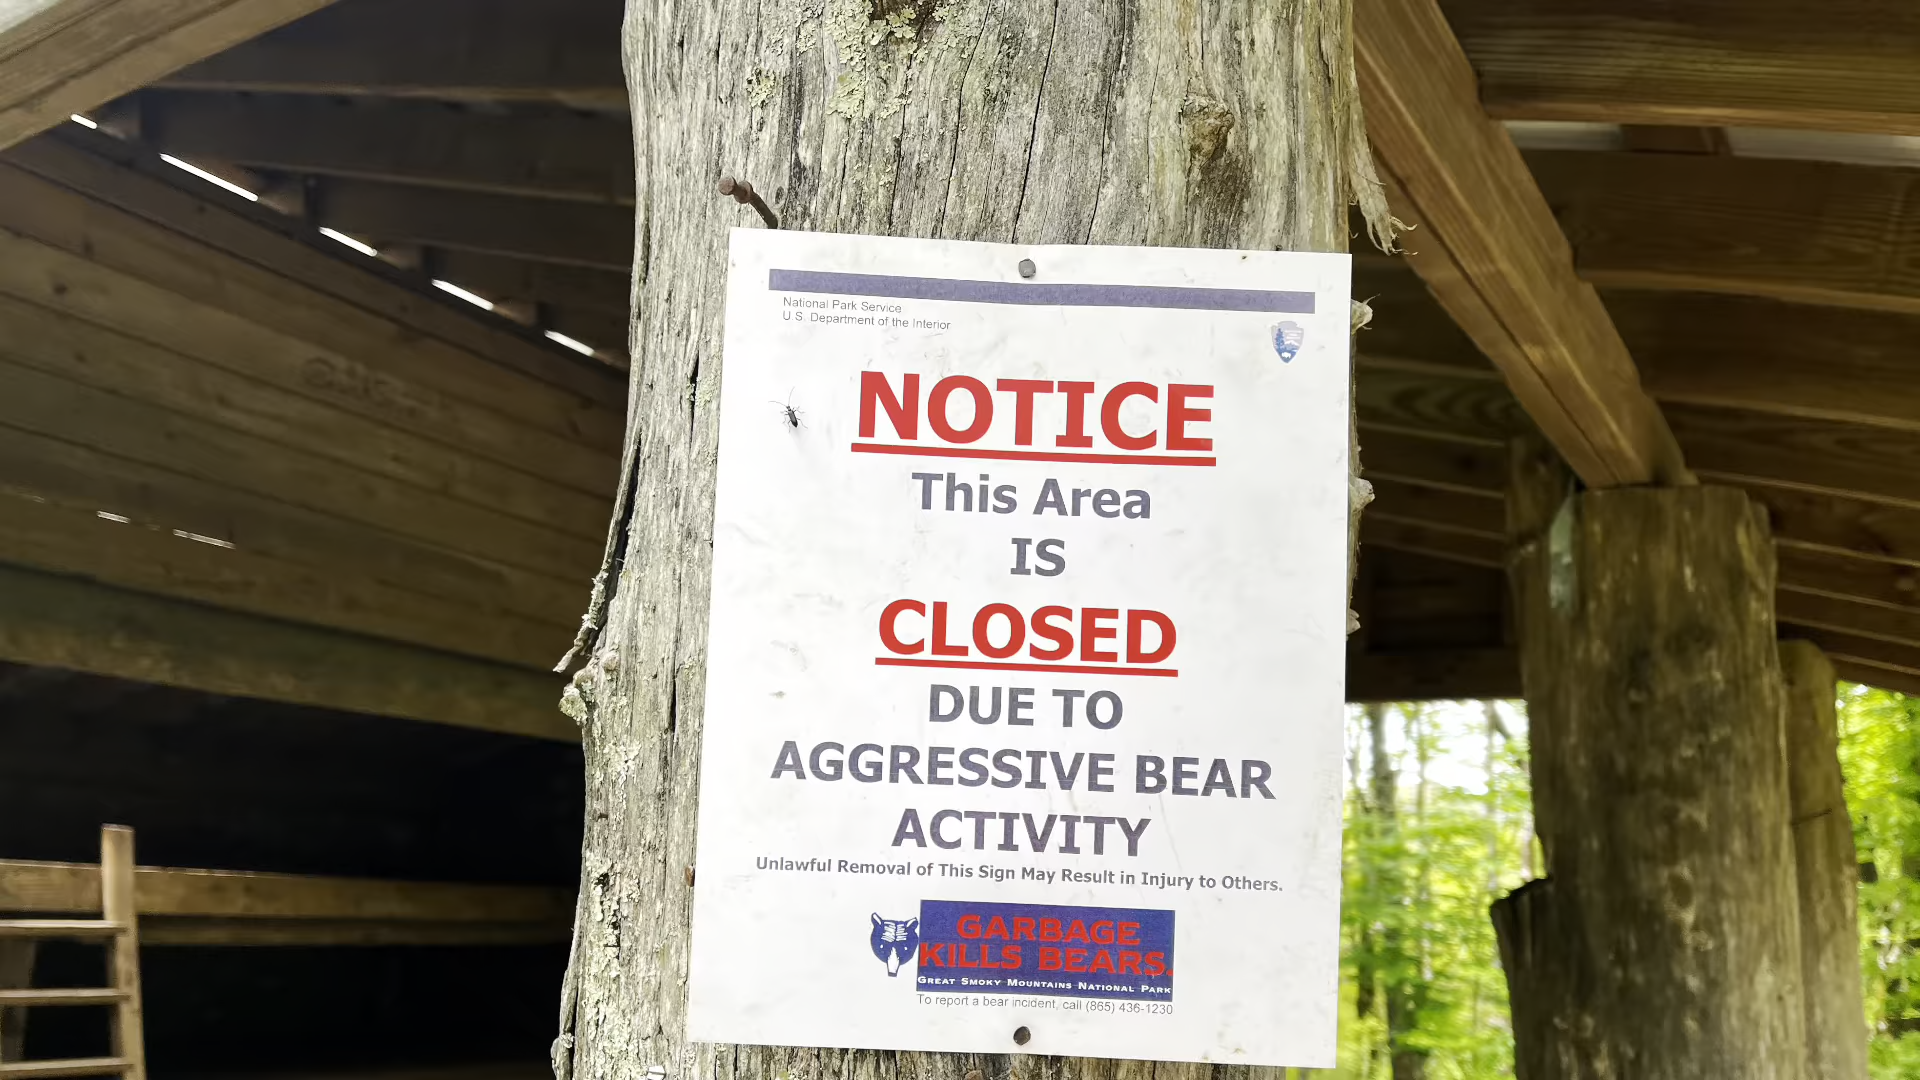 National Park Service
U.S. Department of the Interior
NOTICE
This Area
IS
CLOSED
DUE TO
AGGRESSIVE BEAR
ACTIVITY
Unlawful Removal of This Sign May Result in Injury to Others.
GARBAGE
KILLS BEARS.
GREAT SMOKY MOUNTAINS NATIONAL PARK
To report a bear incident, call (865) 436-1230